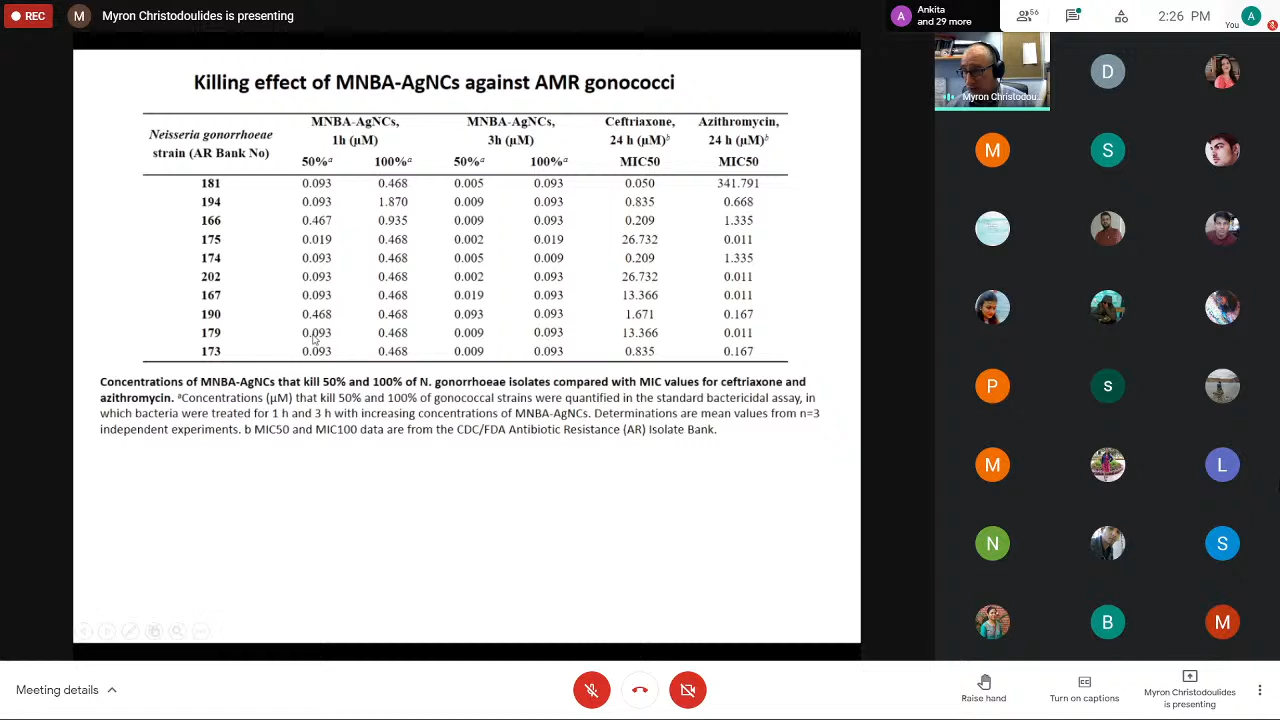 REC
M Myron Christodoulides is presenting
A Ankita
and 29 more
56
2:26 PM
A
You
Killing effect of MNBA-AgNCs against AMR gonococci
Neisseria gonorrhoeae strain (AR Bank No) MNBA-AgNCs, 1h (µM) MNBA-AgNCs, 3h (µM) Ceftriaxone, 24 h (µM)b Azithromycin, 24 h (µM)b
50%a 100%a 50%a 100%a MIC50 MIC50
181 0.093 0.468 0.005 0.093 0.050 341.791
194 0.093 1.870 0.009 0.093 0.835 0.668
166 0.467 0.935 0.009 0.093 0.209 1.335
175 0.019 0.468 0.002 0.019 26.732 0.011
174 0.093 0.468 0.005 0.009 0.209 1.335
202 0.093 0.468 0.002 0.093 26.732 0.011
167 0.093 0.468 0.019 0.093 13.366 0.011
190 0.468 0.468 0.093 0.093 1.671 0.167
179 0.093 0.468 0.009 0.093 13.366 0.011
173 0.093 0.468 0.009 0.093 0.835 0.167
Concentrations of MNBA-AgNCs that kill 50% and 100% of N. gonorrhoeae isolates compared with MIC values for ceftriaxone and
azithromycin. aConcentrations (µM) that kill 50% and 100% of gonococcal strains were quantified in the standard bactericidal assay, in
which bacteria were treated for 1 h and 3 h with increasing concentrations of MNBA-AgNCs. Determinations are mean values from n=3
independent experiments. b MIC50 and MIC100 data are from the CDC/FDA Antibiotic Resistance (AR) Isolate Bank.
Myron Christodou...
D
M S
P s
M L
N S
B M
Meeting details
Raise hand
Turn on captions
Myron Christodoulides
is presenting